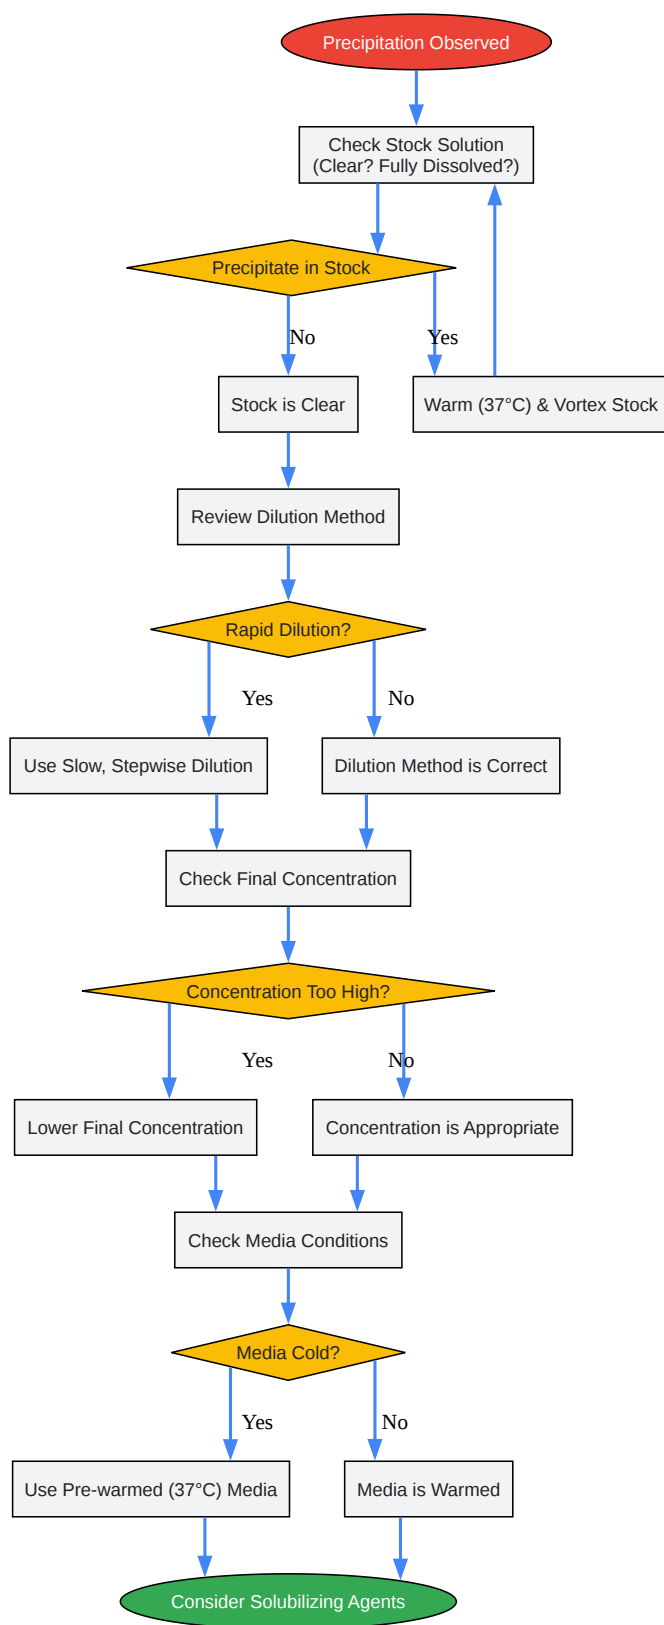 Precipitation Observed
Check Stock Solution
(Clear? Fully Dissolved?)
Precipitate in Stock
No
Yes
Stock is Clear
Warm (37°C) & Vortex Stock
Review Dilution Method
Rapid Dilution?
Yes
No
Use Slow, Stepwise Dilution
Dilution Method is Correct
Check Final Concentration
Concentration Too High?
Yes
No
Lower Final Concentration
Concentration is Appropriate
Check Media Conditions
Media Cold?
Yes
No
Use Pre-warmed (37°C) Media
Media is Warmed
Consider Solubilizing Agents